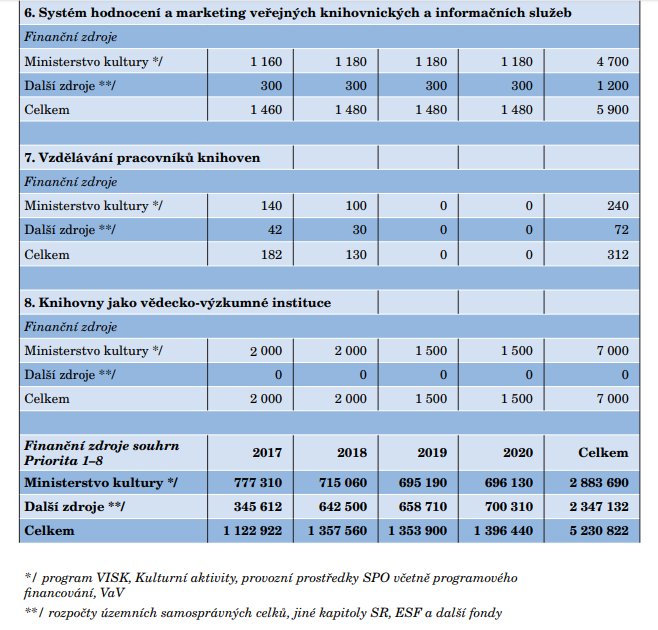 6. Systém hodnocení a marketing veřejných knihovnických a informačních služeb
Finanční zdroje
Ministerstvo kultury */ 1 160 1 180 1 180 1 180 4 700
Další zdroje **/ 300 300 300 300 1 200
Celkem 1 460 1 480 1 480 1 480 5 900
7. Vzdělávání pracovníků knihoven
Finanční zdroje
Ministerstvo kultury */ 140 100 0 0 240
Další zdroje **/ 42 30 0 0 72
Celkem 182 130 0 0 312
8. Knihovny jako vědecko-výzkumné instituce
Finanční zdroje
Ministerstvo kultury */ 2 000 2 000 1 500 1 500 7 000
Další zdroje **/ 0 0 0 0 0
Celkem 2 000 2 000 1 500 1 500 7 000
Finanční zdroje souhrn
Priorita 1–8 2017 2018 2019 2020 Celkem
Ministerstvo kultury */ 777 310 715 060 695 190 696 130 2 883 690
Další zdroje **/ 345 612 642 500 658 710 700 310 2 347 132
Celkem 1 122 922 1 357 560 1 353 900 1 396 440 5 230 822
*/ program VISK, Kulturní aktivity, provozní prostředky SPO včetně programového
financování, VaV
**/ rozpočty územních samosprávných celků, jiné kapitoly SR, ESF a další fondy